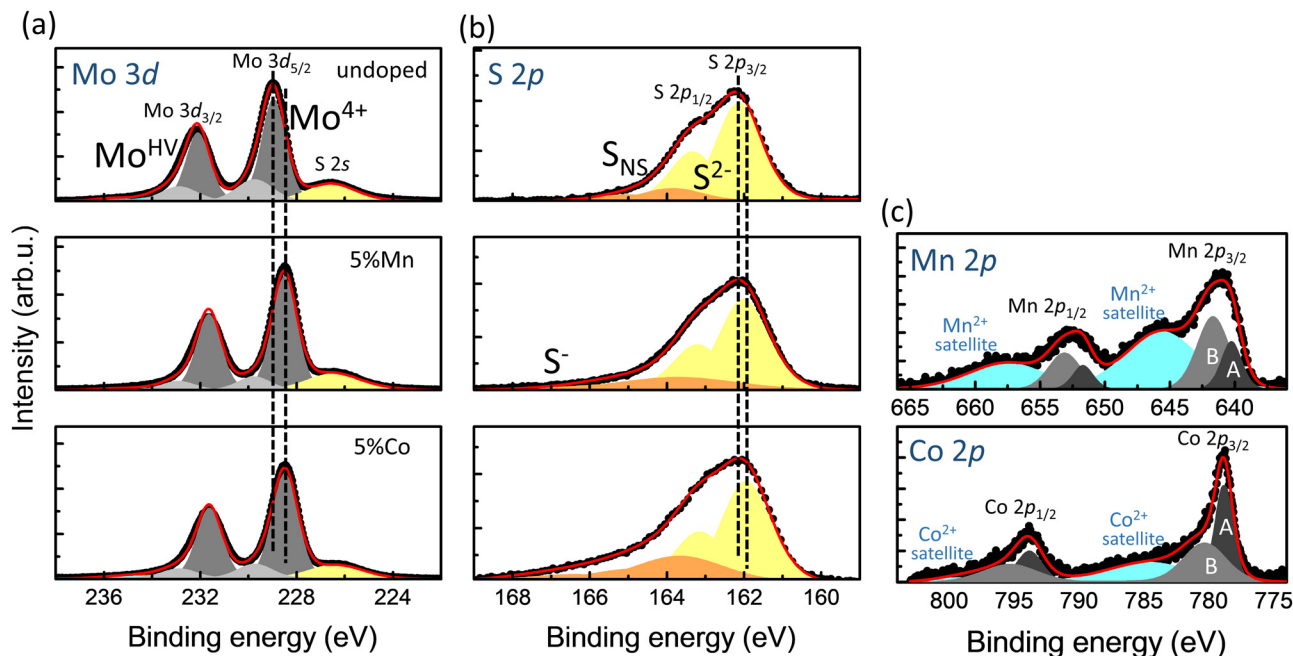 (a)
Mo 3d
Mo 3d5/2
undoped
Mo 3d3/2
Mo4+
MoHV
S 2s
5%Mn
5%Co
236 232 228 224
Binding energy (eV)
Intensity (arb.u.)
(b)
S 2p
S 2p3/2
S 2p1/2
SNS
S2-
S-
168 166 164 162 160
Binding energy (eV)
(c)
Mn 2p
Mn 2p3/2
Mn2+
satellite
Mn 2p1/2
Mn2+
satellite
B
A
665 660 655 650 645 640
Co 2p
Co 2p3/2
Co 2p1/2
Co2+
satellite
Co2+
satellite
A
B
800 795 790 785 780 775
Binding energy (eV)